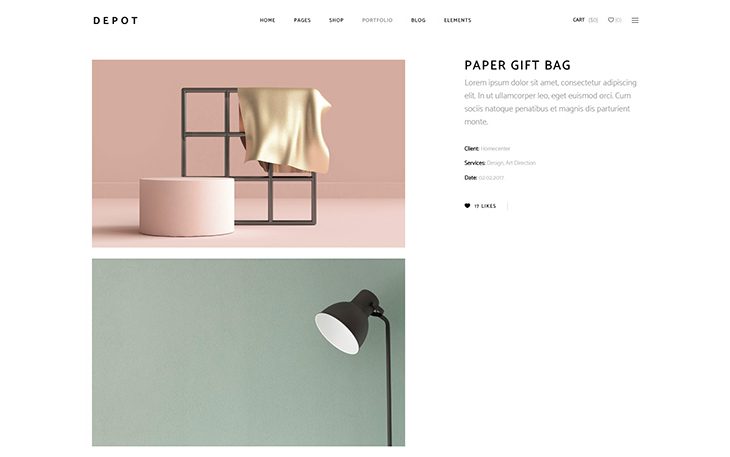 DEPOT
HOME PAGES SHOP PORTFOLIO BLOG ELEMENTS
CART [$0] (0)
PAPER GIFT BAG
Lorem ipsum dolor sit amet, consectetur adipiscing
elit. In ut ullamcorper leo, eget euismod orci. Cum
sociis natoque penatibus et magnis dis parturient
monte.
Client: Homecenter
Services: Design, Art Direction
Date: 02.02.2017
17 LIKES